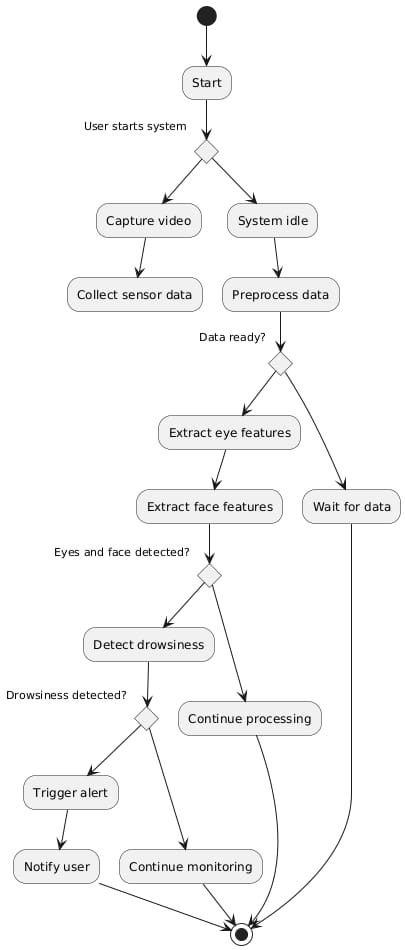 Start
User starts system
Capture video
System idle
Collect sensor data
Preprocess data
Data ready?
Extract eye features
Extract face features
Wait for data
Eyes and face detected?
Detect drowsiness
Drowsiness detected?
Continue processing
Trigger alert
Notify user
Continue monitoring